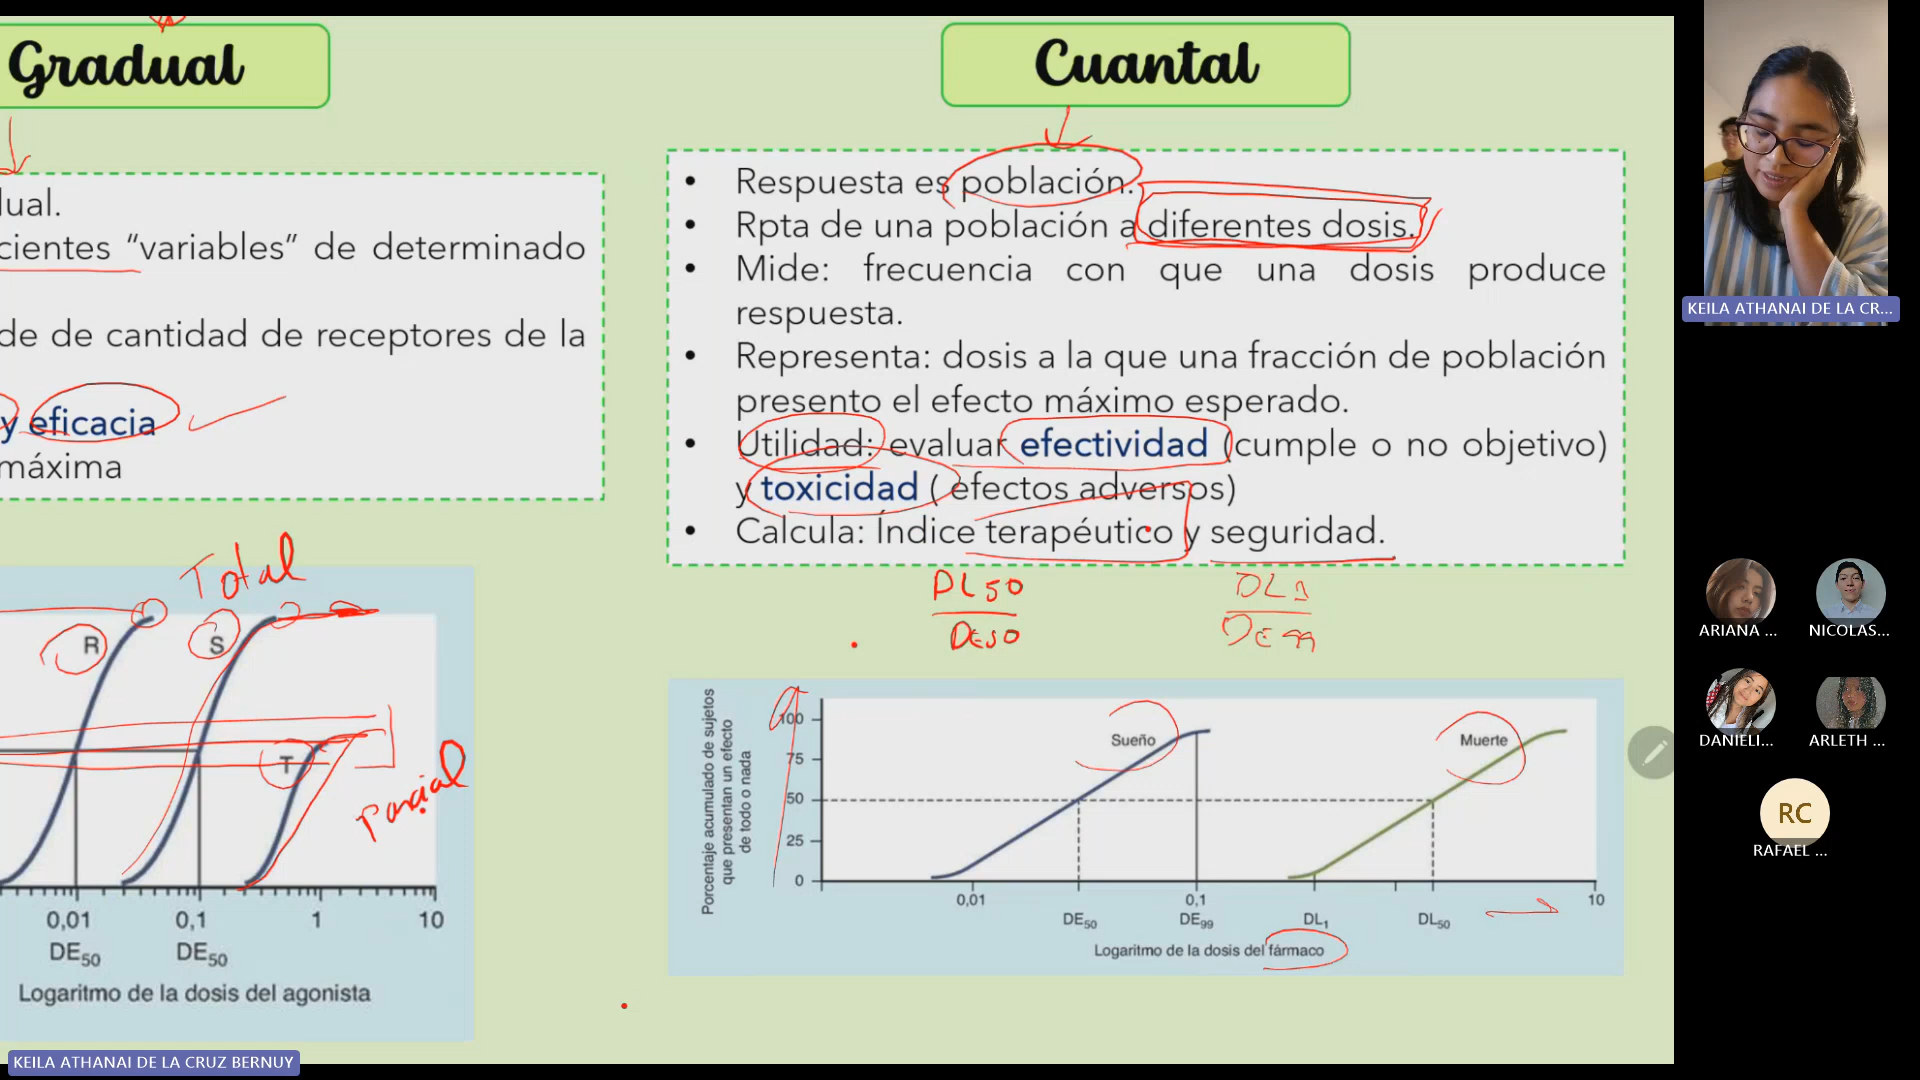 Gradual
dual.
cientes “variables” de determinado
de de cantidad de receptores de la
y eficacia
máxima
Total
R
S
T
Parcial
0,01
0,1
1
10
DE50
DE50
Logaritmo de la dosis del agonista
KEILA ATHANAI DE LA CRUZ BERNUY
Cuantal
• Respuesta es población.
• Rpta de una población a diferentes dosis.
• Mide: frecuencia con que una dosis produce
respuesta.
• Representa: dosis a la que una fracción de población
presento el efecto máximo esperado.
• Utilidad: evaluar efectividad (cumple o no objetivo)
y toxicidad ( efectos adversos)
• Calcula: Índice terapéutico y seguridad.
DL50
DE50
DL1
DE99
Porcentaje acumulado de sujetos
que presentan un efecto
de todo o nada
100
75
50
25
0
Sueño
Muerte
0,01
0,1
10
DE50
DE99
DL1
DL50
Logaritmo de la dosis del fármaco
KEILA ATHANAI DE LA CR...
ARIANA ...
NICOLAS...
DANIELI...
ARLETH ...
RC
RAFAEL ...